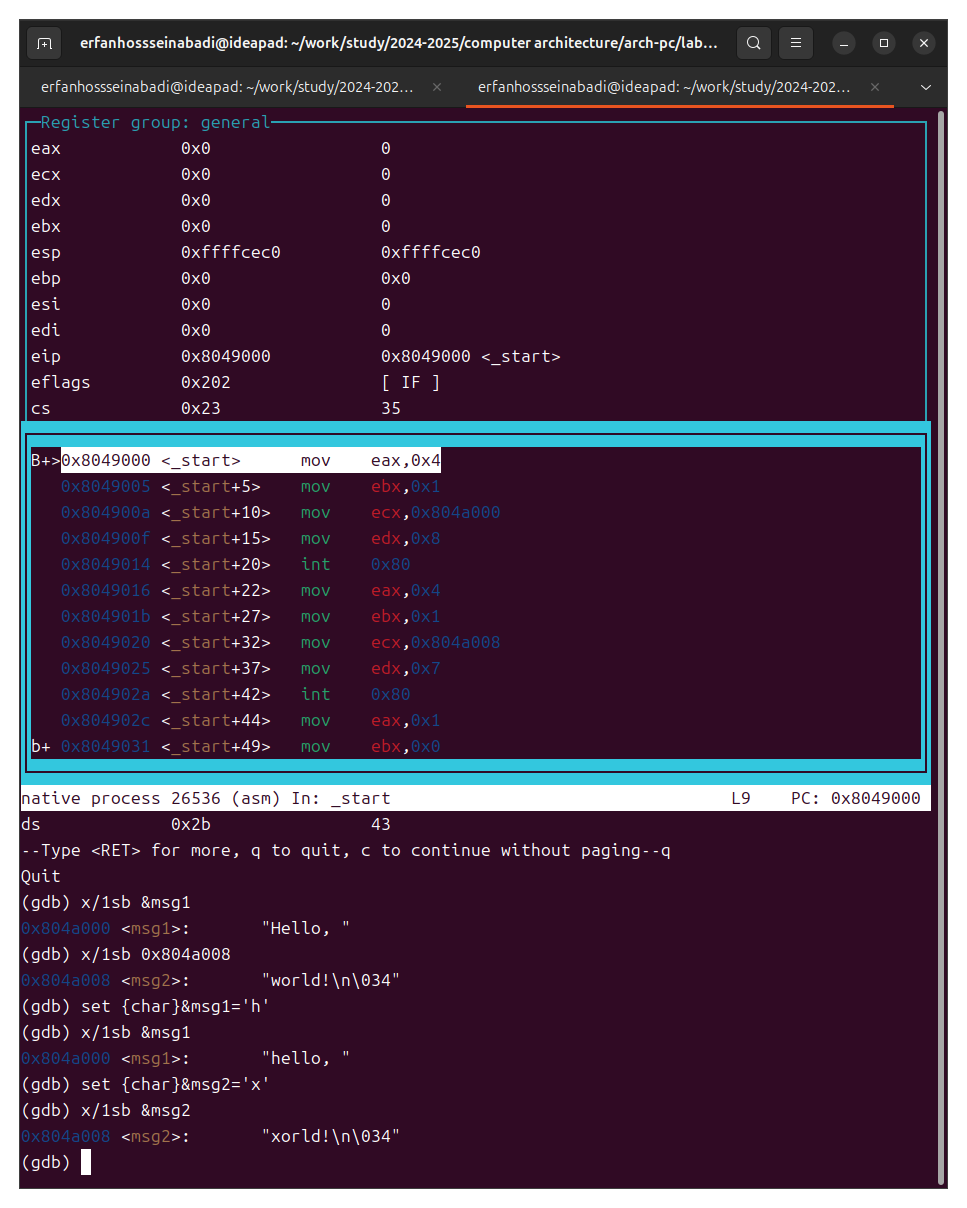 erfanhossseinabadi@ideapad: ~/work/study/2024-2025/computer architecture/arch-pc/lab...
erfanhossseinabadi@ideapad: ~/work/study/2024-202... × erfanhossseinabadi@ideapad: ~/work/study/2024-202... ×
Register group: general
eax 0x0 0
ecx 0x0 0
edx 0x0 0
ebx 0x0 0
esp 0xffffcec0 0xffffcec0
ebp 0x0 0x0
esi 0x0 0
edi 0x0 0
eip 0x8049000 0x8049000 <_start>
eflags 0x202 [ IF ]
cs 0x23 35
B+>0x8049000 <_start> mov eax,0x4
0x8049005 <_start+5> mov ebx,0x1
0x804900a <_start+10> mov ecx,0x804a000
0x804900f <_start+15> mov edx,0x8
0x8049014 <_start+20> int 0x80
0x8049016 <_start+22> mov eax,0x4
0x804901b <_start+27> mov ebx,0x1
0x8049020 <_start+32> mov ecx,0x804a008
0x8049025 <_start+37> mov edx,0x7
0x804902a <_start+42> int 0x80
0x804902c <_start+44> mov eax,0x1
b+ 0x8049031 <_start+49> mov ebx,0x0
native process 26536 (asm) In: _start L9 PC: 0x8049000
ds 0x2b 43
--Type <RET> for more, q to quit, c to continue without paging--q
Quit
(gdb) x/1sb &msg1
0x804a000 <msg1>: "Hello, "
(gdb) x/1sb 0x804a008
0x804a008 <msg2>: "world!\n\034"
(gdb) set {char}&msg1='h'
(gdb) x/1sb &msg1
0x804a000 <msg1>: "hello, "
(gdb) set {char}&msg2='x'
(gdb) x/1sb &msg2
0x804a008 <msg2>: "xorld!\n\034"
(gdb)